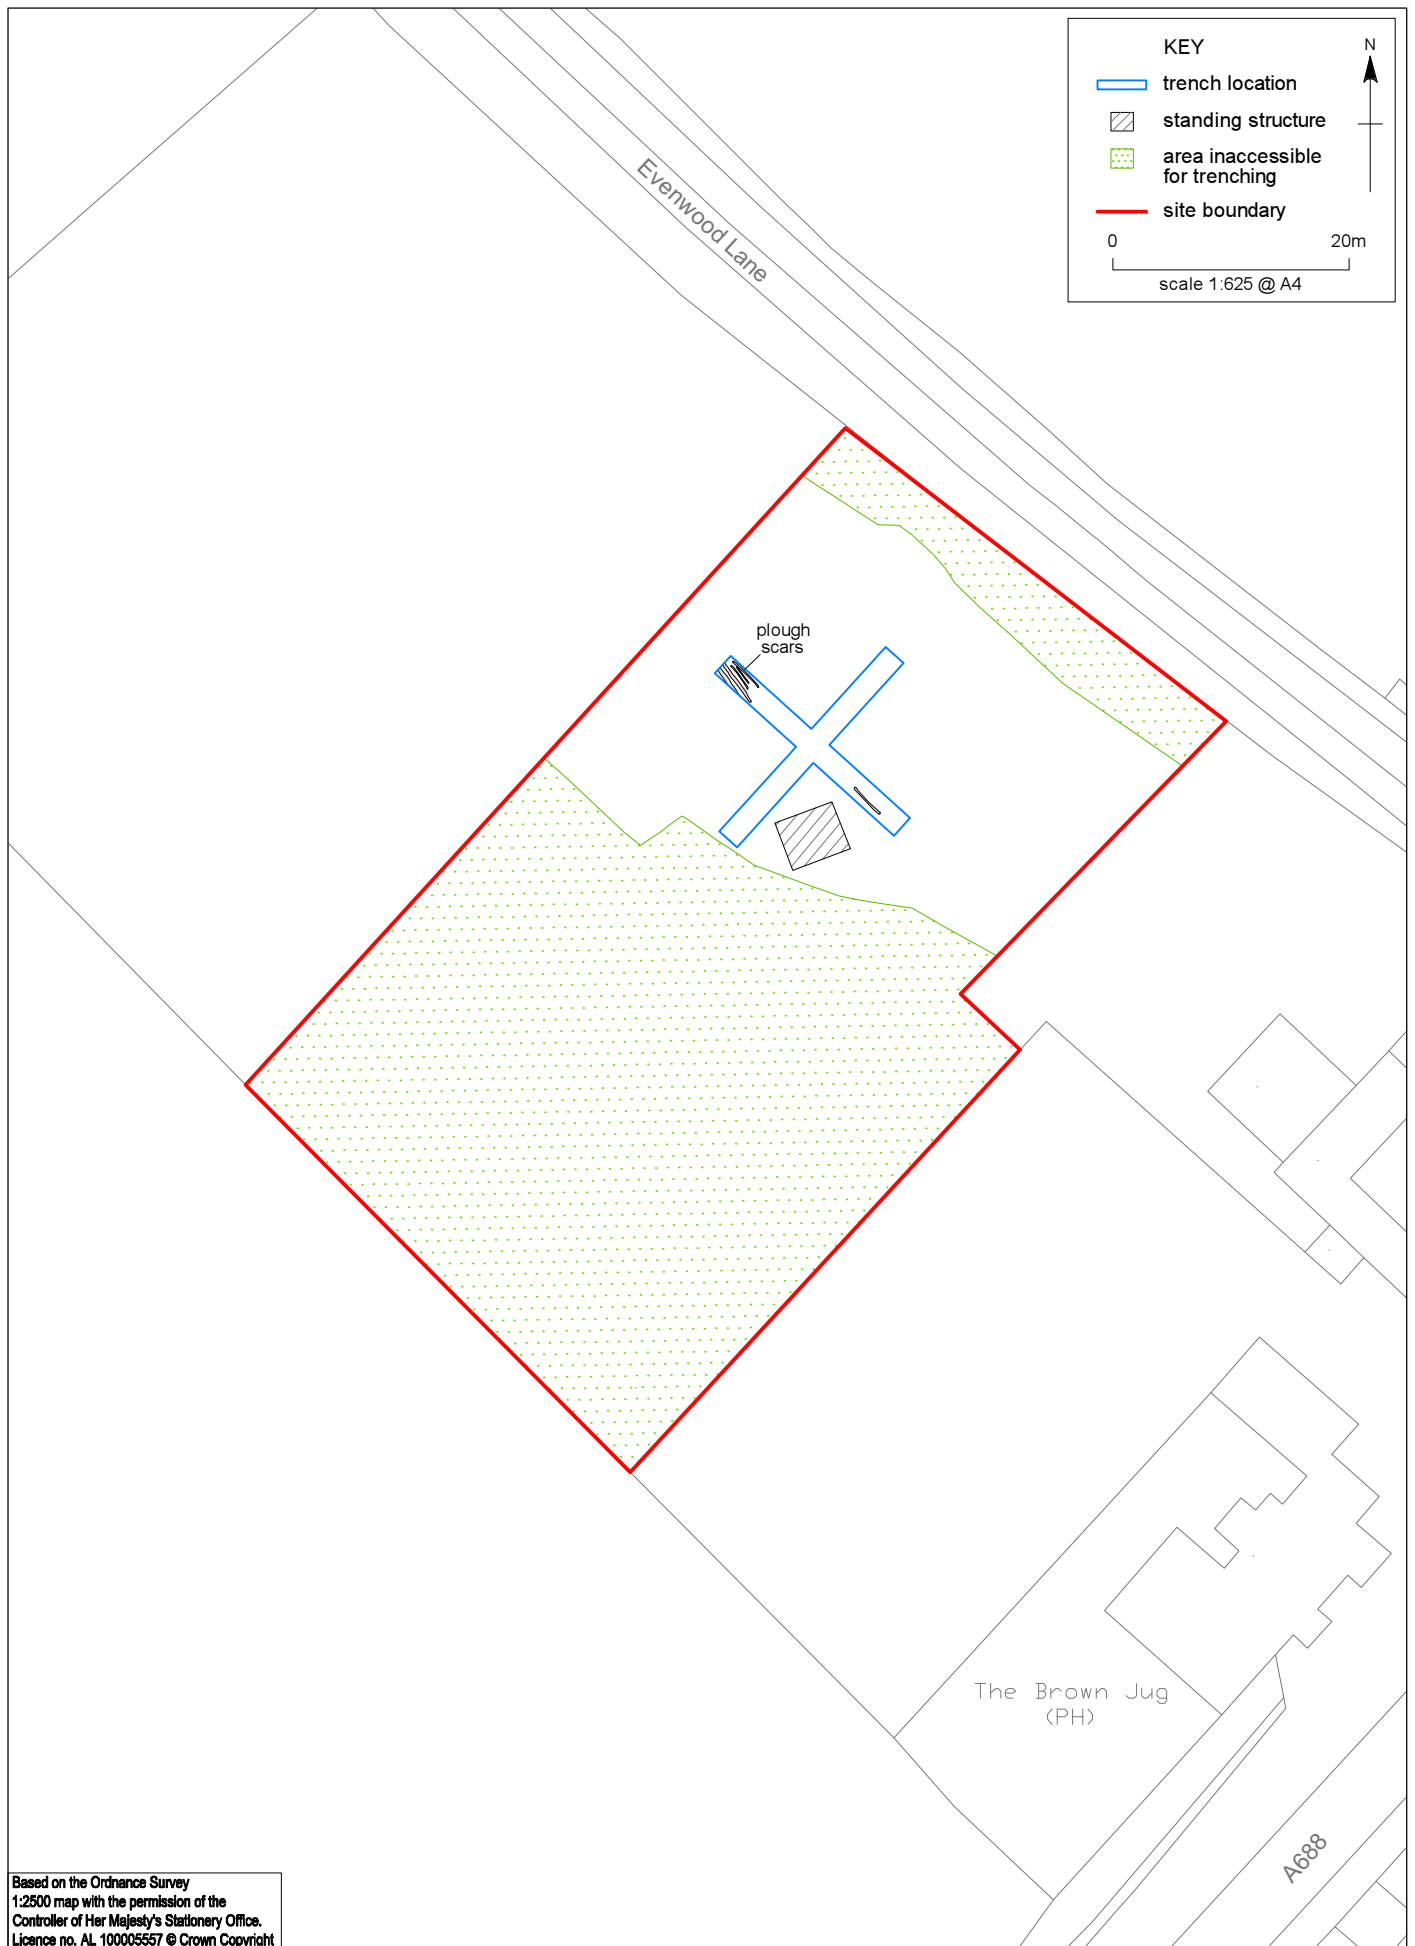 KEY
N
trench location
standing structure
area inaccessible
for trenching
site boundary
0 20m
scale 1:625 @ A4
Evenwood Lane
plough
scars
The Brown Jug
(PH)
A688
Based on the Ordnance Survey
1:2500 map with the permission of the
Controller of Her Majesty's Stationery Office.
Licence no. AL 100005557 © Crown Copyright